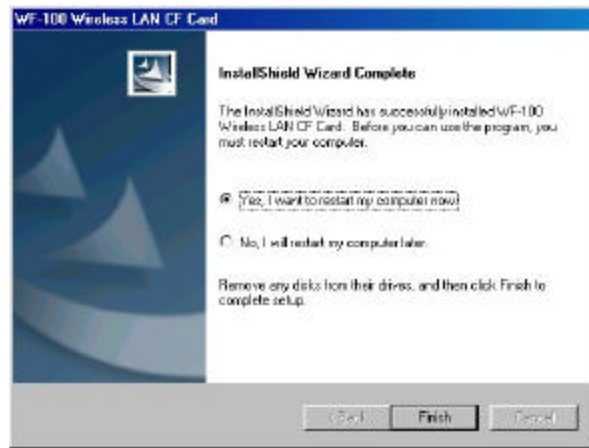 WF-100 Wireless LAN CF Card
InstallShield Wizard Complete
The InstallShield Wizard has successfully installed WF-100
Wireless LAN CF Card. Before you can use the program, you
must restart your computer.
Yes, I want to restart my computer now.
No, I will restart my computer later.
Remove any disks from their drives, and then click Finish to
complete setup.
< Back Finish Cancel